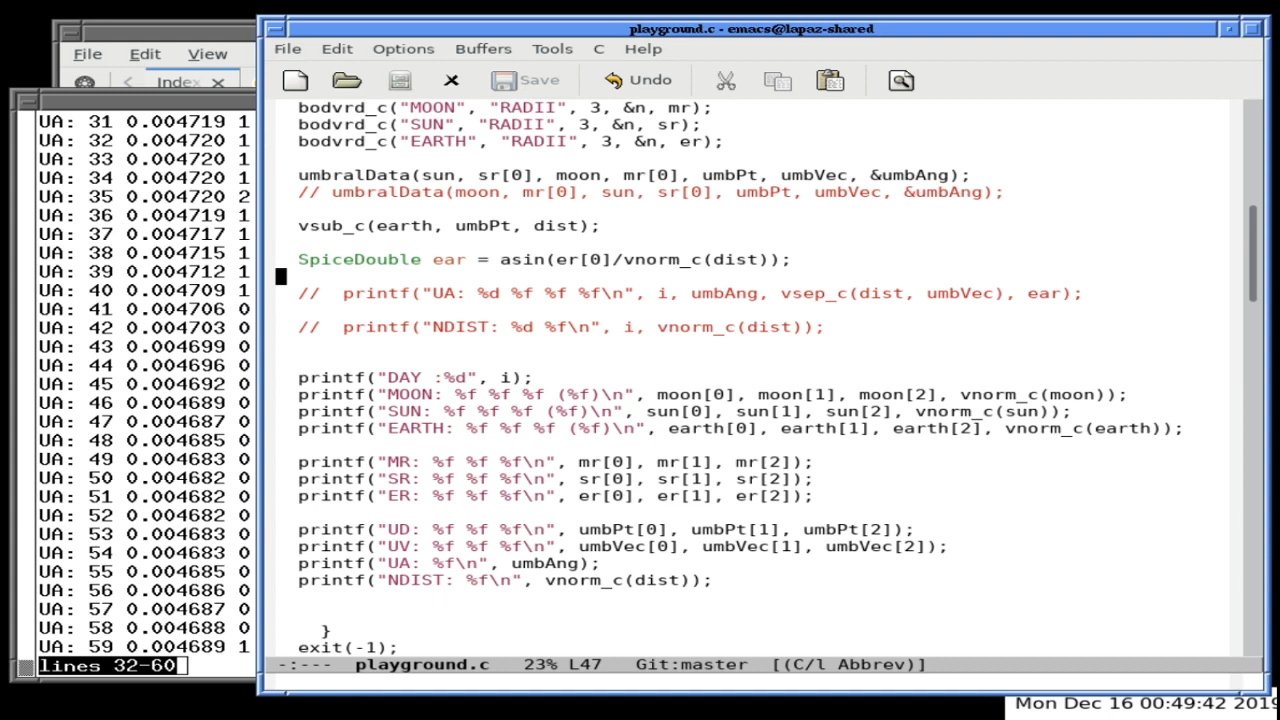 playground.c - emacs@lapaz-shared
File Edit View
Index
File Edit Options Buffers Tools C Help
Save Undo
UA: 31 0.004719 1
UA: 32 0.004720 1
UA: 33 0.004720 1
UA: 34 0.004720 1
UA: 35 0.004720 2
UA: 36 0.004719 1
UA: 37 0.004717 1
UA: 38 0.004715 1
UA: 39 0.004712 1
UA: 40 0.004709 1
UA: 41 0.004706 0
UA: 42 0.004703 0
UA: 43 0.004699 0
UA: 44 0.004696 0
UA: 45 0.004692 0
UA: 46 0.004689 0
UA: 47 0.004687 0
UA: 48 0.004685 0
UA: 49 0.004683 0
UA: 50 0.004682 0
UA: 51 0.004682 0
UA: 52 0.004682 0
UA: 53 0.004683 0
UA: 54 0.004683 0
UA: 55 0.004685 0
UA: 56 0.004686 0
UA: 57 0.004687 0
UA: 58 0.004688 0
UA: 59 0.004689 1
lines 32-60
bodvrd_c("MOON", "RADII", 3, &n, mr);
bodvrd_c("SUN", "RADII", 3, &n, sr);
bodvrd_c("EARTH", "RADII", 3, &n, er);
umbralData(sun, sr[0], moon, mr[0], umbPt, umbVec, &umbAng);
// umbralData(moon, mr[0], sun, sr[0], umbPt, umbVec, &umbAng);
vsub_c(earth, umbPt, dist);
SpiceDouble ear = asin(er[0]/vnorm_c(dist));
// printf("UA: %d %f %f %f\n", i, umbAng, vsep_c(dist, umbVec), ear);
// printf("NDIST: %d %f\n", i, vnorm_c(dist));
printf("DAY :%d", i);
printf("MOON: %f %f %f (%f)\n", moon[0], moon[1], moon[2], vnorm_c(moon));
printf("SUN: %f %f %f (%f)\n", sun[0], sun[1], sun[2], vnorm_c(sun));
printf("EARTH: %f %f %f (%f)\n", earth[0], earth[1], earth[2], vnorm_c(earth));
printf("MR: %f %f %f\n", mr[0], mr[1], mr[2]);
printf("SR: %f %f %f\n", sr[0], sr[1], sr[2]);
printf("ER: %f %f %f\n", er[0], er[1], er[2]);
printf("UD: %f %f %f\n", umbPt[0], umbPt[1], umbPt[2]);
printf("UV: %f %f %f\n", umbVec[0], umbVec[1], umbVec[2]);
printf("UA: %f\n", umbAng);
printf("NDIST: %f\n", vnorm_c(dist));
}
exit(-1);
-:--- playground.c 23% L47 Git:master [(C/l Abbrev)]
Mon Dec 16 00:49:42 2019